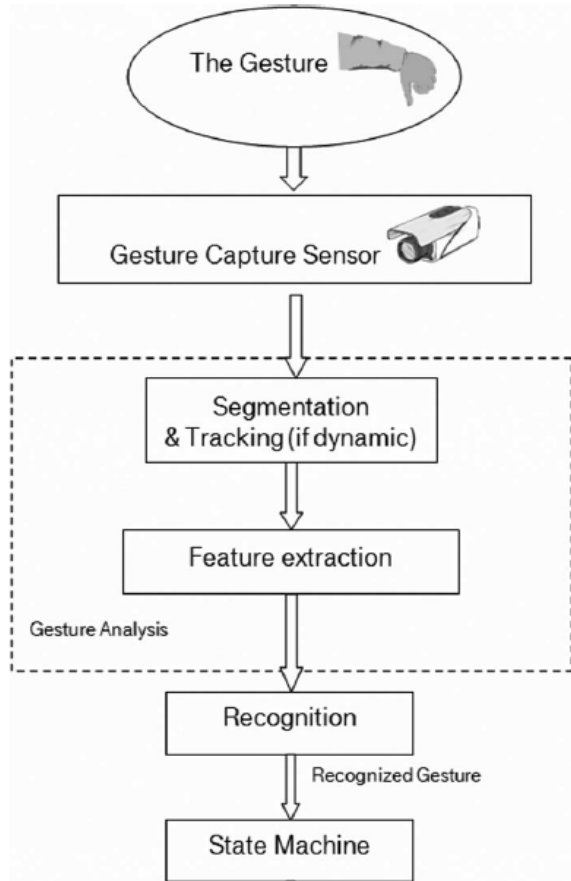 The Gesture
Gesture Capture Sensor
Segmentation
& Tracking (if dynamic)
Feature extraction
Gesture Analysis
Recognition
Recognized Gesture
State Machine